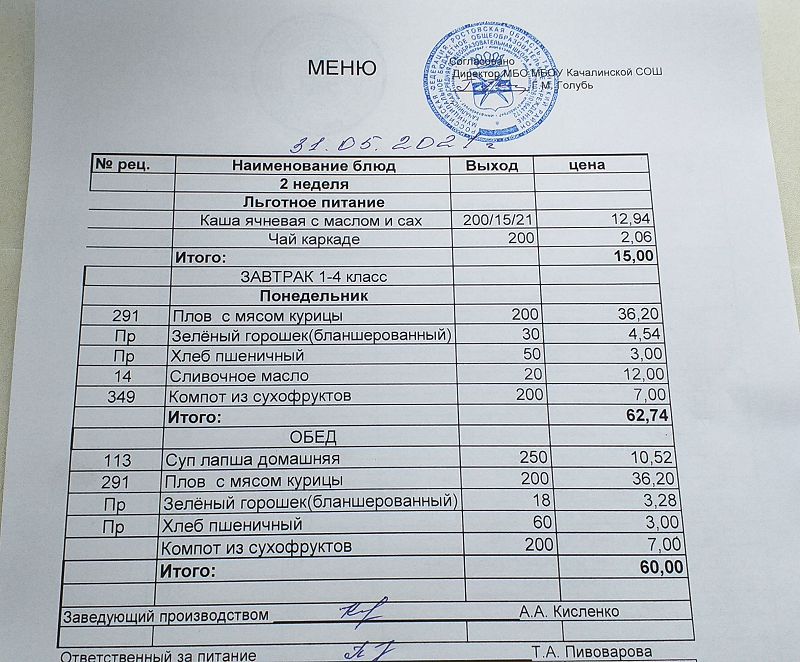 МЕНЮ
Согласовано
Директор МБО МБОУ Качалинской СОШ
Г.М. Голубь
31.05.2021 г
№ рец. Наименование блюд Выход цена
2 неделя
Льготное питание
Каша ячневая с маслом и сах 200/15/21 12,94
Чай каркаде 200 2,06
Итого: 15,00
ЗАВТРАК 1-4 класс
Понедельник
291 Плов с мясом курицы 200 36,20
Пр Зелёный горошек(бланшерованный) 30 4,54
Пр Хлеб пшеничный 50 3,00
14 Сливочное масло 20 12,00
349 Компот из сухофруктов 200 7,00
Итого: 62,74
ОБЕД
113 Суп лапша домашняя 250 10,52
291 Плов с мясом курицы 200 36,20
Пр Зелёный горошек(бланшерованный) 18 3,28
Пр Хлеб пшеничный 60 3,00
Компот из сухофруктов 200 7,00
Итого: 60,00
Заведующий производством А.А. Кисленко
Ответственный за питание Т.А. Пивоварова